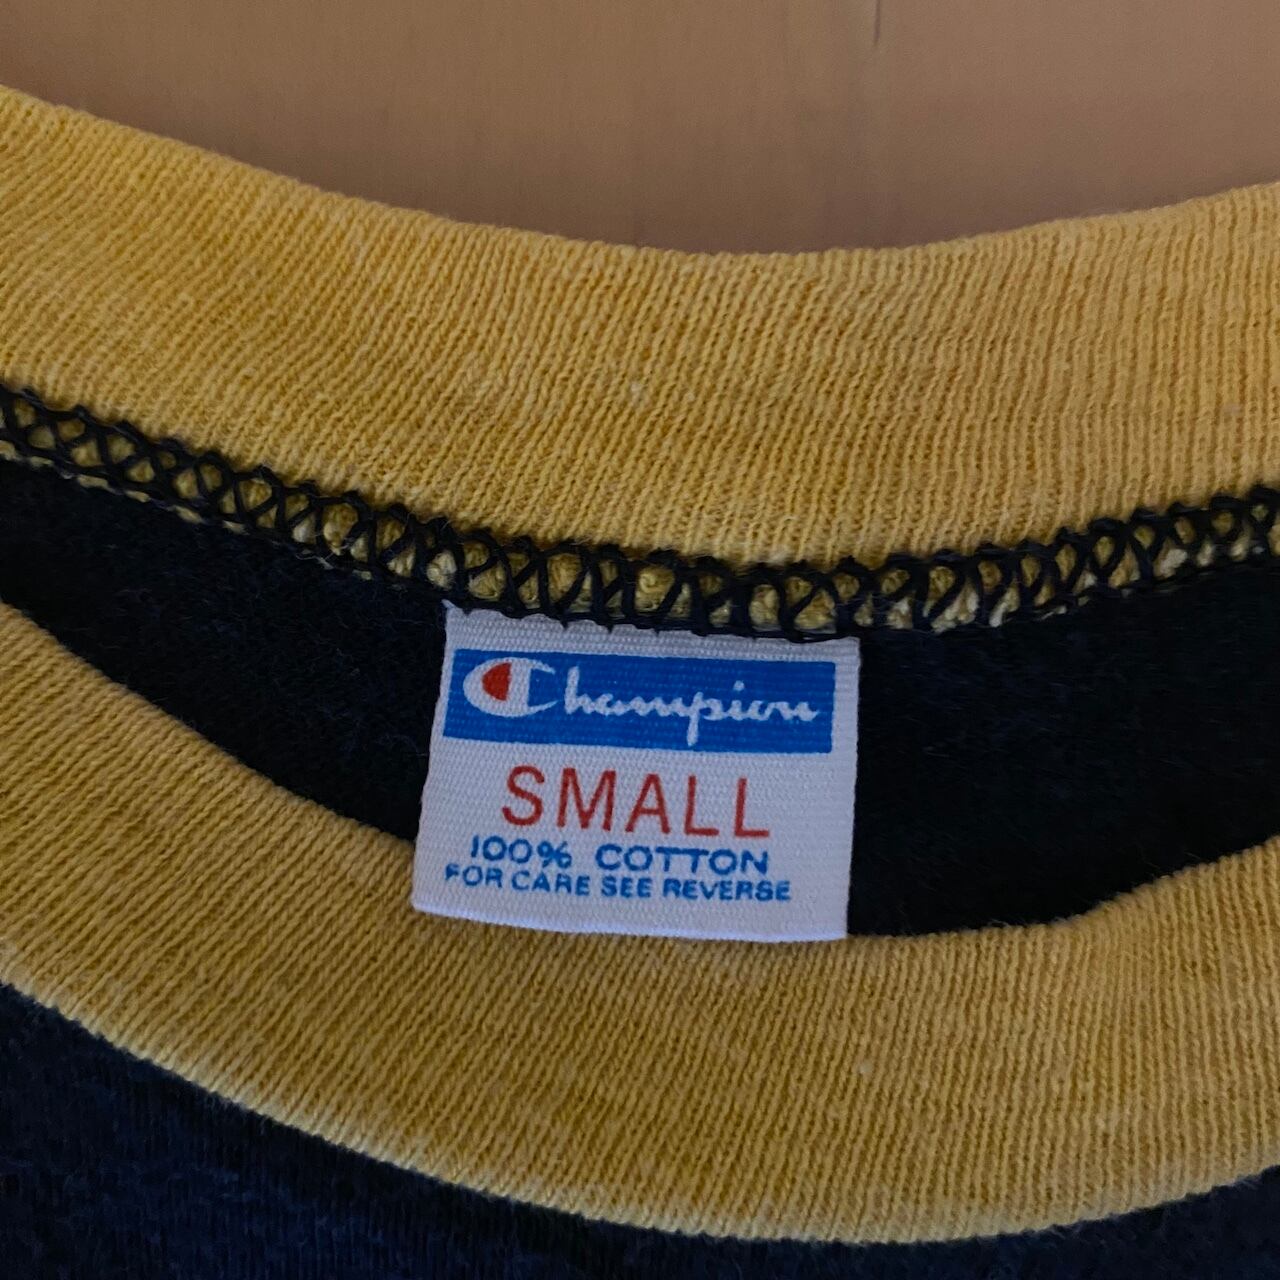 Champion
SMALL
100% COTTON
FOR CARE SEE REVERSE